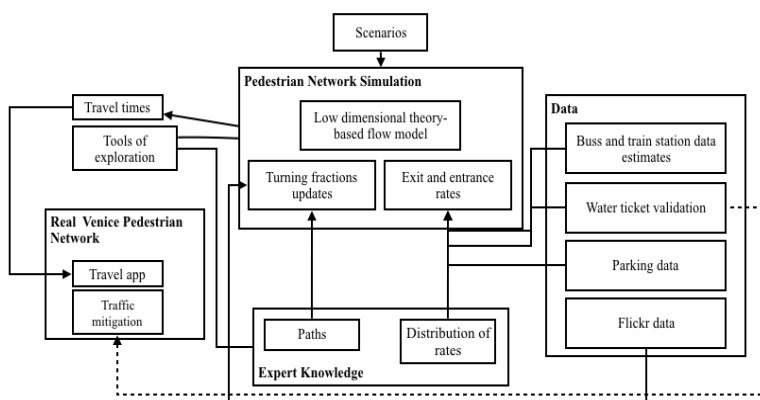 Scenarios
Pedestrian Network Simulation
Low dimensional theory-
based flow model
Turning fractions
updates
Exit and entrance
rates
Travel times
Tools of
exploration
Real Venice Pedestrian
Network
Travel app
Traffic
mitigation
Paths
Distribution of
rates
Expert Knowledge
Data
Buss and train station data
estimates
Water ticket validation
Parking data
Flickr data